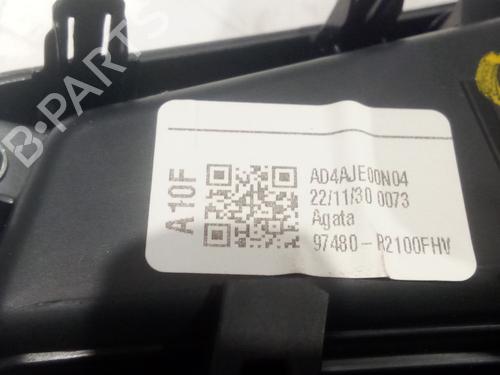 B-PARTS
A10F
AD4AJE00N04
22/11/30 0073
Agata
97480-R2100FHV